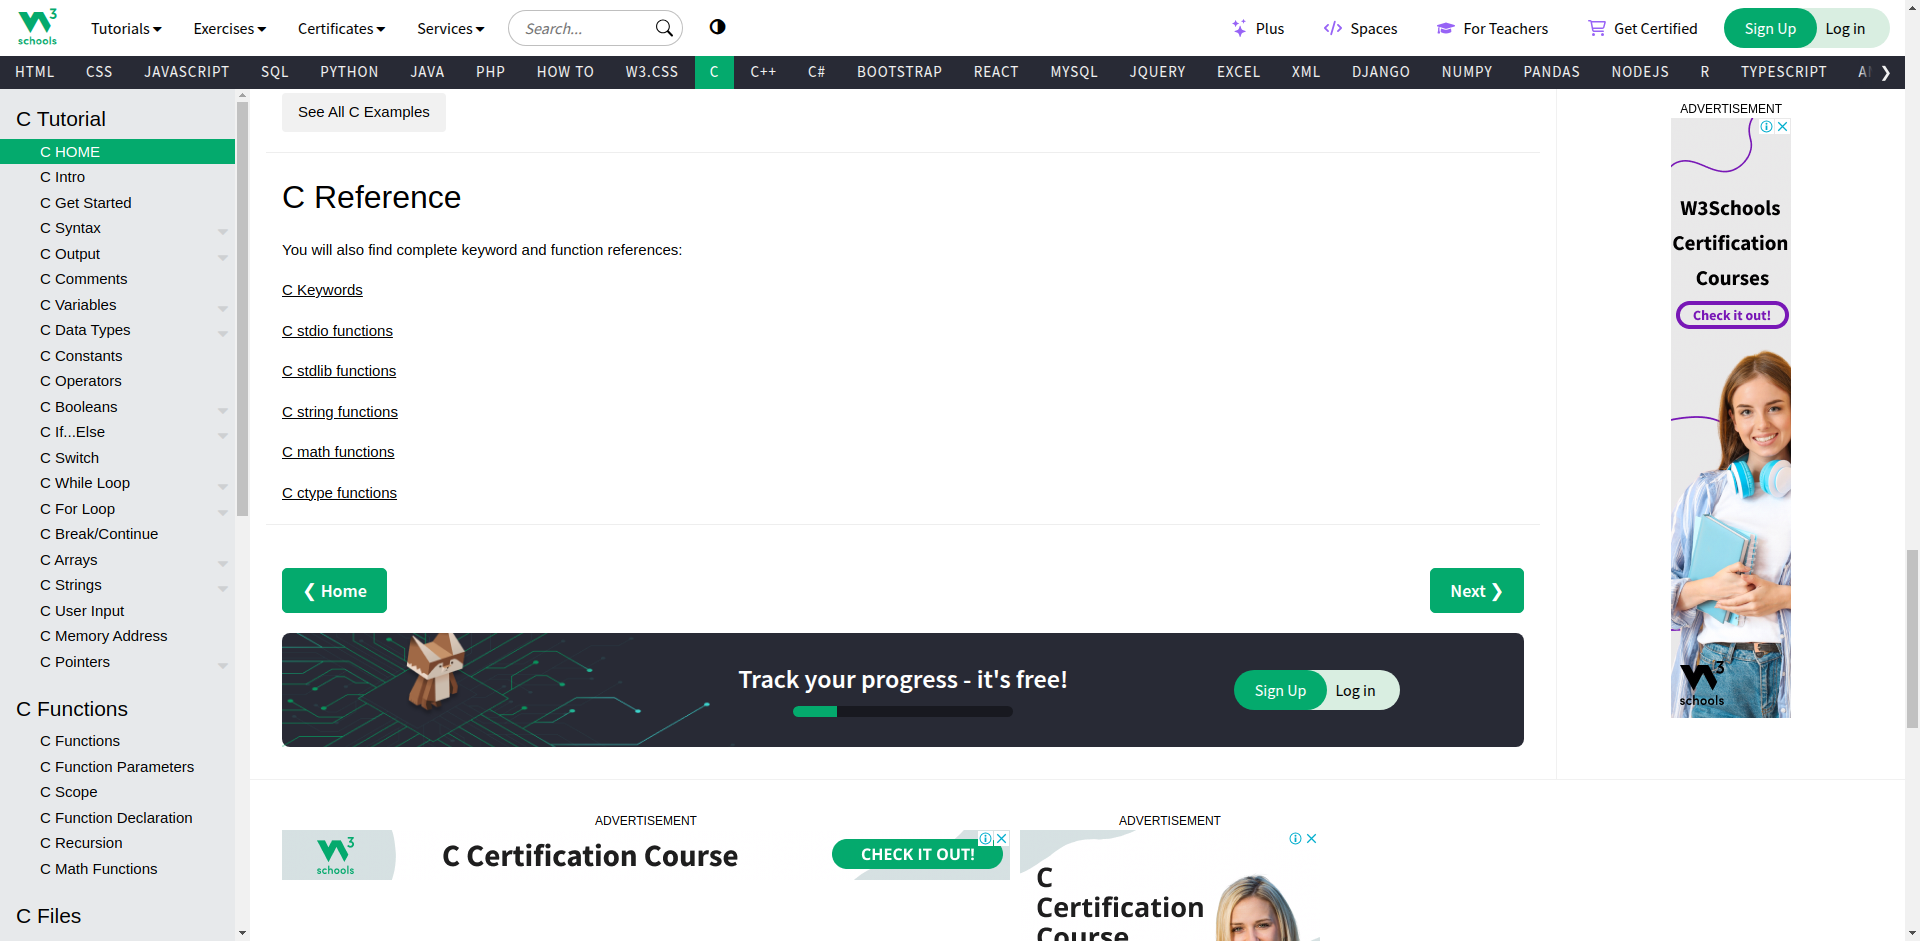 W3 schools
Tutorials
Exercises
Certificates
Services
Search...
Plus
Spaces
For Teachers
Get Certified
Sign Up
Log in
HTML CSS JAVASCRIPT SQL PYTHON JAVA PHP HOW TO W3.CSS C C++ C# BOOTSTRAP REACT MYSQL JQUERY EXCEL XML DJANGO NUMPY PANDAS NODEJS R TYPESCRIPT
C Tutorial
C HOME
C Intro
C Get Started
C Syntax
C Output
C Comments
C Variables
C Data Types
C Constants
C Operators
C Booleans
C If...Else
C Switch
C While Loop
C For Loop
C Break/Continue
C Arrays
C Strings
C User Input
C Memory Address
C Pointers
C Functions
C Functions
C Function Parameters
C Scope
C Function Declaration
C Recursion
C Math Functions
C Files
See All C Examples
C Reference
You will also find complete keyword and function references:
C Keywords
C stdio functions
C stdlib functions
C string functions
C math functions
C ctype functions
❮ Home
Next ❯
Track your progress - it's free!
Sign Up
Log in
ADVERTISEMENT
W3 schools
C Certification Course
CHECK IT OUT!
ADVERTISEMENT
C
Certification
Course
ADVERTISEMENT
W3Schools
Certification
Courses
Check it out!
W3 schools